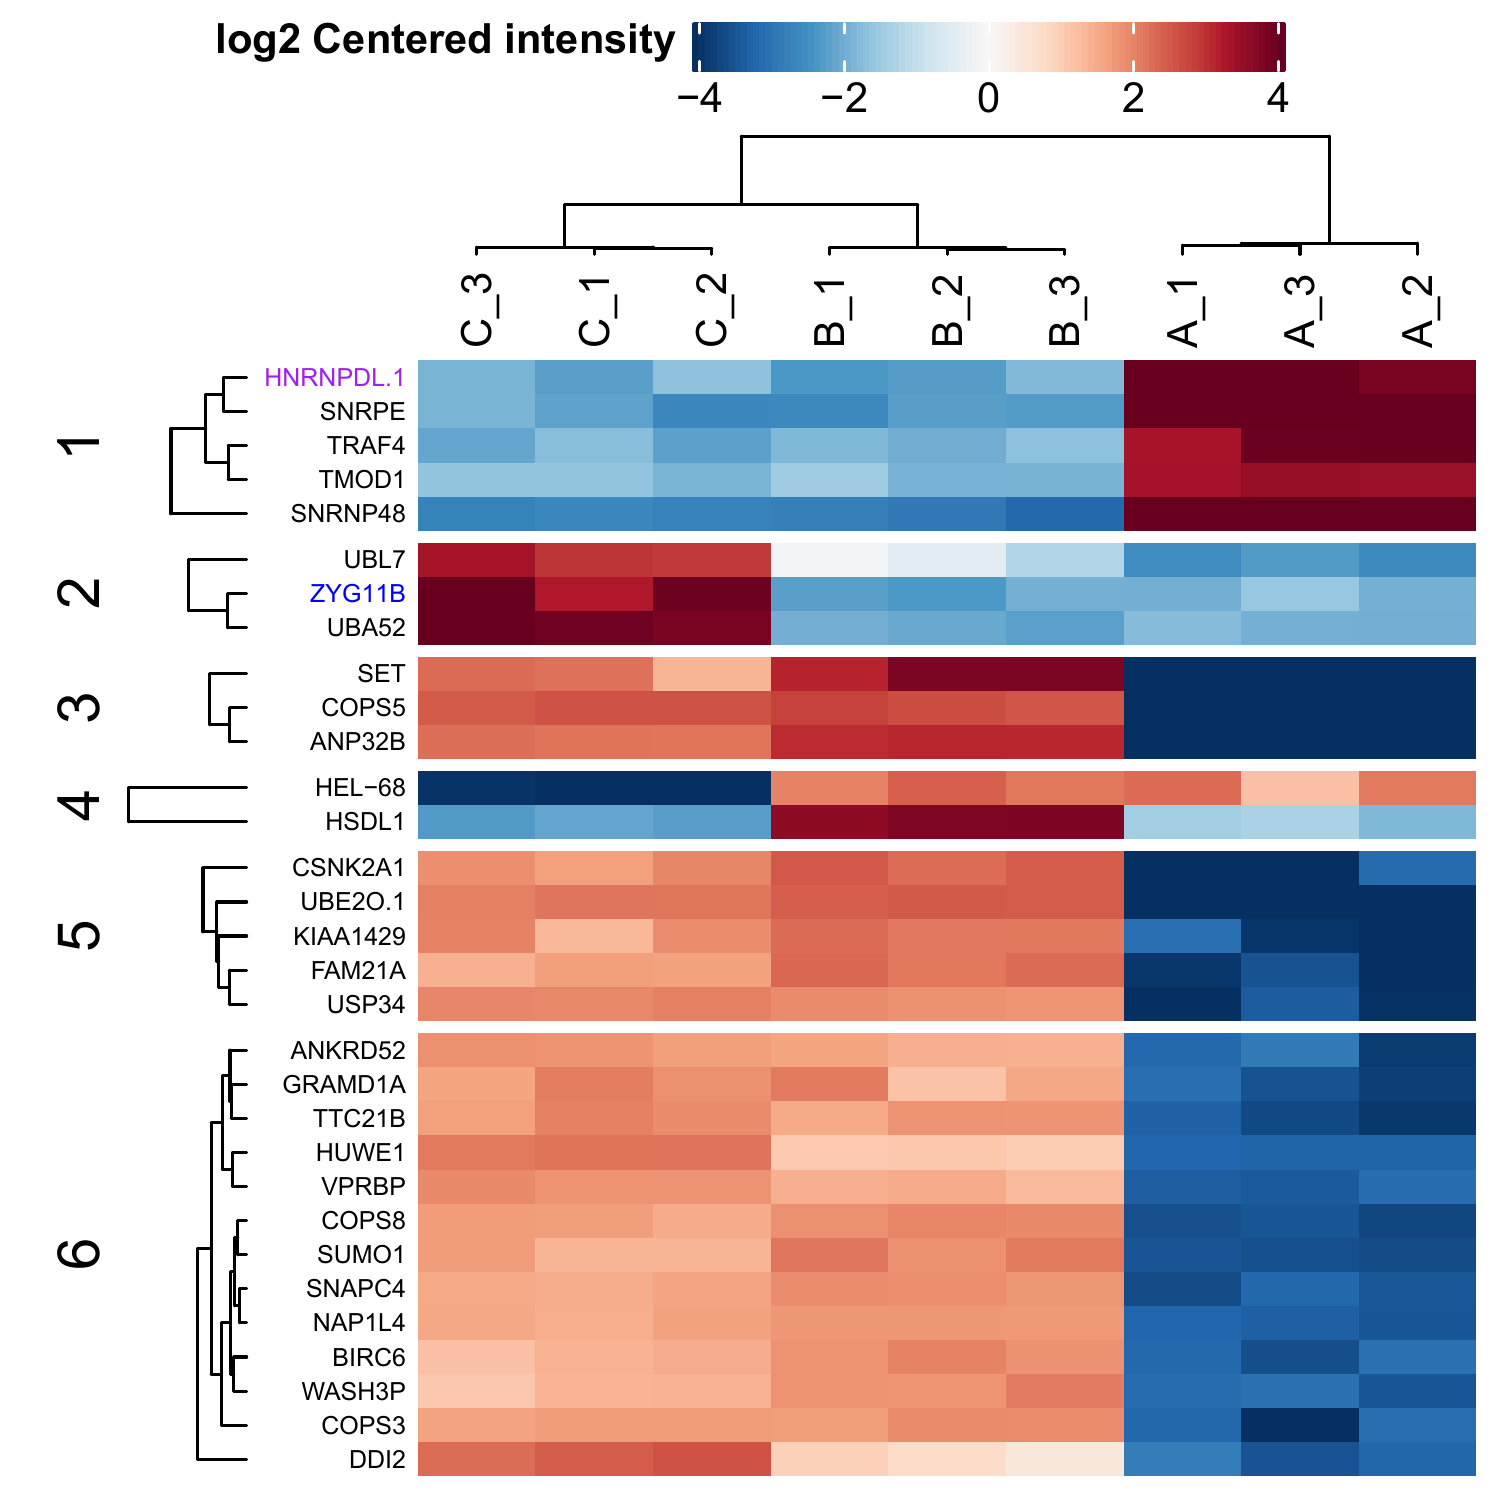 log2 Centered intensity
−4 −2 0 2 4
C_3 C_1 C_2 B_1 B_2 B_3 A_1 A_3 A_2
1
HNRNPDL.1
SNRPE
TRAF4
TMOD1
SNRNP48
2
UBL7
ZYG11B
UBA52
3
SET
COPS5
ANP32B
4
HEL−68
HSDL1
5
CSNK2A1
UBE2O.1
KIAA1429
FAM21A
USP34
6
ANKRD52
GRAMD1A
TTC21B
HUWE1
VPRBP
COPS8
SUMO1
SNAPC4
NAP1L4
BIRC6
WASH3P
COPS3
DDI2